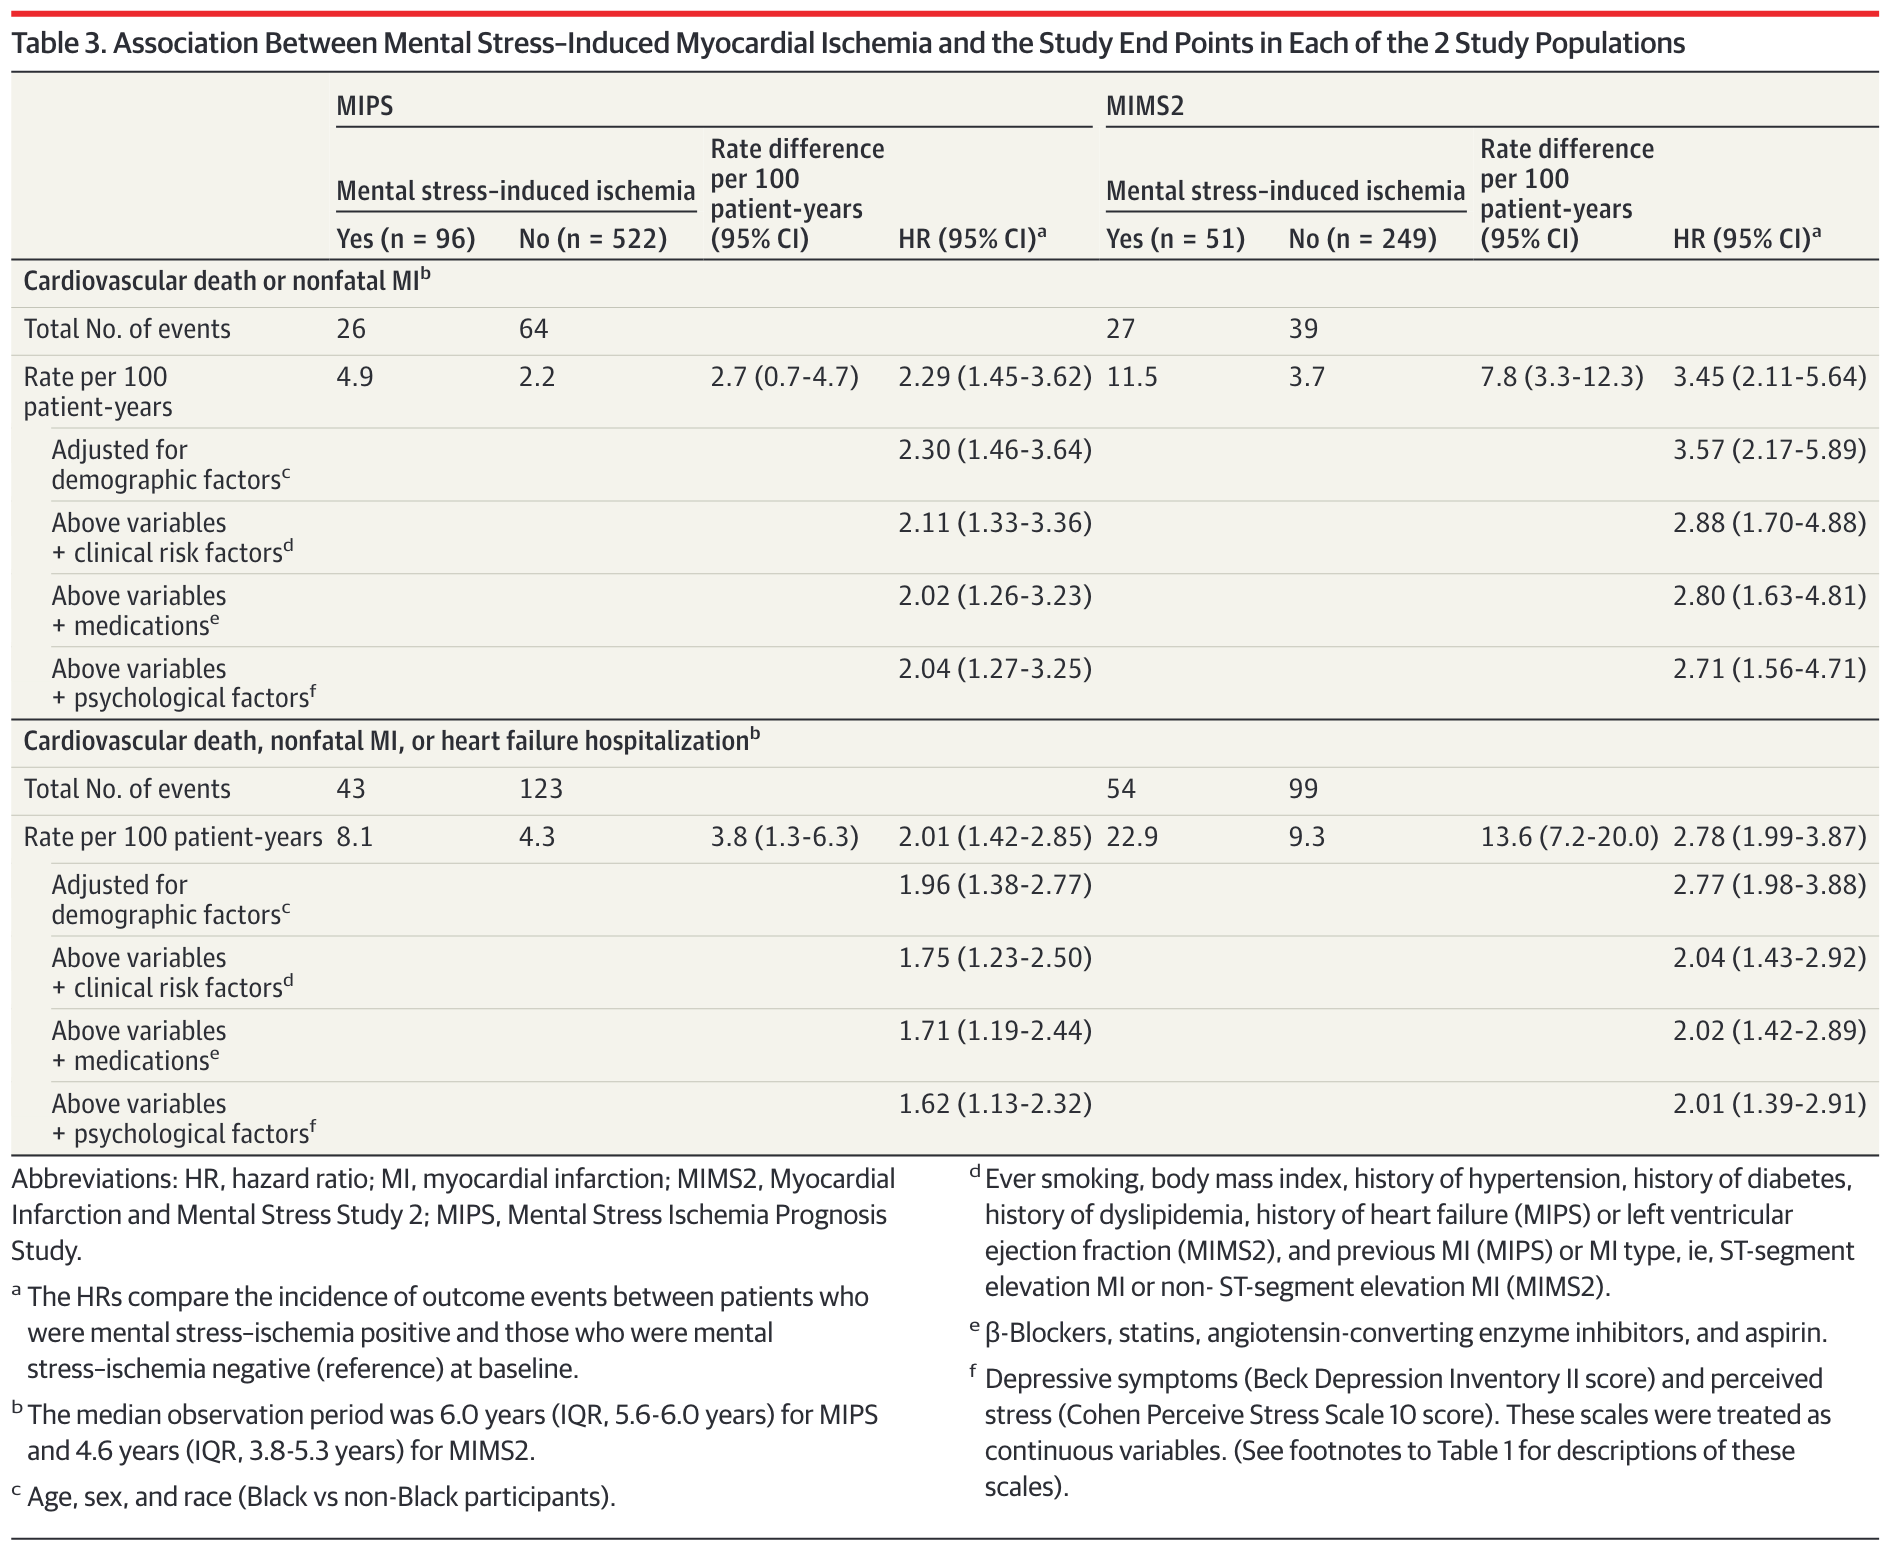 Table 3. Association Between Mental Stress–Induced Myocardial Ischemia and the Study End Points in Each of the 2 Study Populations
MIPS MIMS2
Mental stress–induced ischemia Rate difference per 100 patient-years (95% CI) HR (95% CI)a Mental stress–induced ischemia Rate difference per 100 patient-years (95% CI) HR (95% CI)a
Yes (n = 96) No (n = 522) Yes (n = 51) No (n = 249)
Cardiovascular death or nonfatal MIb
Total No. of events 26 64 27 39
Rate per 100 patient-years 4.9 2.2 2.7 (0.7-4.7) 2.29 (1.45-3.62) 11.5 3.7 7.8 (3.3-12.3) 3.45 (2.11-5.64)
Adjusted for demographic factorsc 2.30 (1.46-3.64) 3.57 (2.17-5.89)
Above variables + clinical risk factorsd 2.11 (1.33-3.36) 2.88 (1.70-4.88)
Above variables + medicationse 2.02 (1.26-3.23) 2.80 (1.63-4.81)
Above variables + psychological factorsf 2.04 (1.27-3.25) 2.71 (1.56-4.71)
Cardiovascular death, nonfatal MI, or heart failure hospitalizationb
Total No. of events 43 123 54 99
Rate per 100 patient-years 8.1 4.3 3.8 (1.3-6.3) 2.01 (1.42-2.85) 22.9 9.3 13.6 (7.2-20.0) 2.78 (1.99-3.87)
Adjusted for demographic factorsc 1.96 (1.38-2.77) 2.77 (1.98-3.88)
Above variables + clinical risk factorsd 1.75 (1.23-2.50) 2.04 (1.43-2.92)
Above variables + medicationse 1.71 (1.19-2.44) 2.02 (1.42-2.89)
Above variables + psychological factorsf 1.62 (1.13-2.32) 2.01 (1.39-2.91)
Abbreviations: HR, hazard ratio; MI, myocardial infarction; MIMS2, Myocardial
Infarction and Mental Stress Study 2; MIPS, Mental Stress Ischemia Prognosis
Study.
a The HRs compare the incidence of outcome events between patients who
were mental stress–ischemia positive and those who were mental
stress–ischemia negative (reference) at baseline.
b The median observation period was 6.0 years (IQR, 5.6-6.0 years) for MIPS
and 4.6 years (IQR, 3.8-5.3 years) for MIMS2.
c Age, sex, and race (Black vs non-Black participants).
d Ever smoking, body mass index, history of hypertension, history of diabetes,
history of dyslipidemia, history of heart failure (MIPS) or left ventricular
ejection fraction (MIMS2), and previous MI (MIPS) or MI type, ie, ST-segment
elevation MI or non- ST-segment elevation MI (MIMS2).
e β-Blockers, statins, angiotensin-converting enzyme inhibitors, and aspirin.
f Depressive symptoms (Beck Depression Inventory II score) and perceived
stress (Cohen Perceive Stress Scale 10 score). These scales were treated as
continuous variables. (See footnotes to Table 1 for descriptions of these
scales).